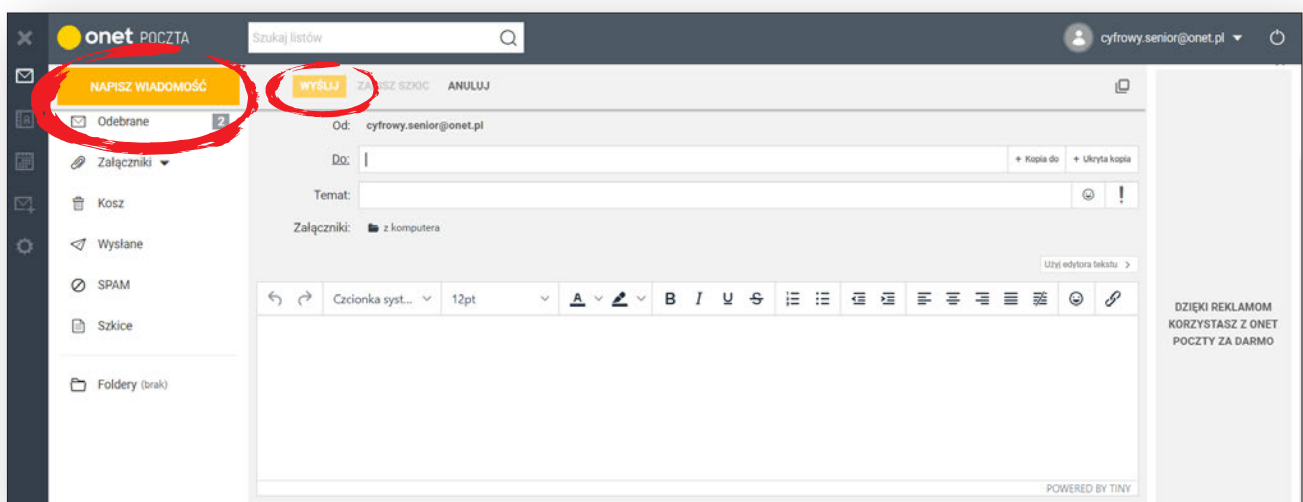 onet POCZTA
Szukaj listów
cyfrowy.senior@onet.pl
NAPISZ WIADOMOŚĆ
WYŚLIJ ZAPISZ SZKIC ANULUJ
Odebrane 2
Załączniki
Kosz
Wysłane
SPAM
Szkice
Foldery (brak)
Od: cyfrowy.senior@onet.pl
Do: + Kopia do + Ukryta kopia
Temat:
Załączniki: z komputera
Użyj edytora tekstu >
Czcionka syst... 12pt A B I U S
POWERED BY TINY
DZIĘKI REKLAMOM
KORZYSTASZ Z ONET
POCZTY ZA DARMO